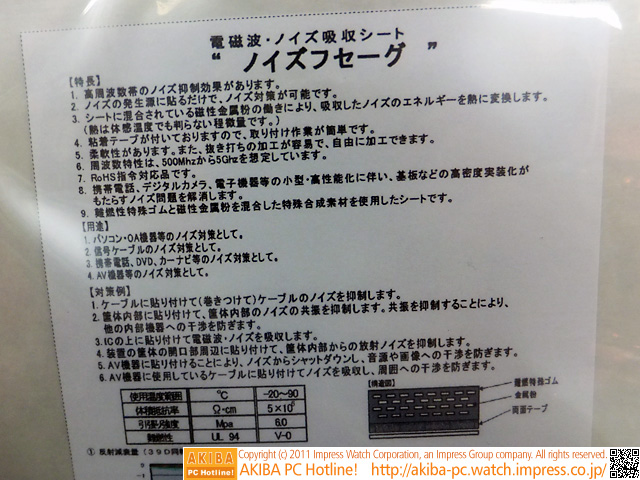 電磁波・ノイズ吸収シート
“ ノイズフセーグ ”
【特長】
1. 高周波数帯のノイズ抑制効果があります。
2. ノイズの発生源に貼るだけで、ノイズ対策が可能です。
3. シートに混合されている磁性金属粉の働きにより、吸収したノイズのエネルギーを熱に変換します。
(熱は体感温度でも判らない程微量です。)
4. 粘着テープが付いておりますので、取り付け作業が簡単です。
5. 柔軟性があります。また、抜き打ちの加工が容易で、自由に加工できます。
6. 周波数特性は、500Mhzから5Ghzを想定しています。
7. RoHS指令対応品です。
8. 携帯電話、デジタルカメラ、電子機器等の小型・高性能化に伴い、基板などの高密度実装化が
もたらすノイズ問題を解消します。
9. 難燃性特殊ゴムと磁性金属粉を混合した特殊合成素材を使用したシートです。
【用途】
1. パソコン・OA機器等のノイズ対策として。
2. 信号ケーブルのノイズ対策として。
3. 携帯電話、DVD、カーナビ等のノイズ対策として。
4. AV機器等のノイズ対策として。
【対策例】
1. ケーブルに貼り付けて(巻きつけて)ケーブルのノイズを抑制します。
2. 筐体内部に貼り付けて、筐体内部のノイズの共振を抑制します。共振を抑制することにより、
他の内部機器への干渉を防ぎます。
3. ICの上に貼り付けて電磁波・ノイズを吸収します。
4. 装置の筐体の開口部周辺に貼り付けて、筐体内部からの放射ノイズを抑制します。
5. AV機器に貼り付けることにより、ノイズからシャットダウンし、音源や画像への干渉を防ぎます。
6. AV機器に使用しているケーブルに貼り付けてノイズを吸収し、周囲への干渉を防ぎます。
使用温度範囲 ℃ -20～90
体積抵抗率 Ω・cm
引張強度 Mpa 6.0
難燃性 UL 94 V-0
【構造図】
難燃特殊ゴム
金属粉
両面テープ
① 反射減衰量
AKIBA PC Hotline!
Copyright (c) 2011 Impress Watch Corporation, an Impress Group company. All rights reserved.
AKIBA PC Hotline! http://akiba-pc.watch.impress.co.jp/